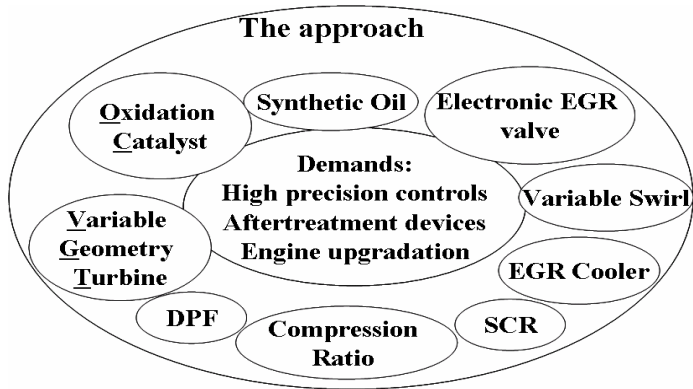 The approach
Synthetic Oil
Oxidation
Catalyst
Electronic EGR
valve
Demands:
High precision controls
Aftertreatment devices
Engine upgradation
Variable Swirl
Variable
Geometry
Turbine
EGR Cooler
DPF
SCR
Compression
Ratio